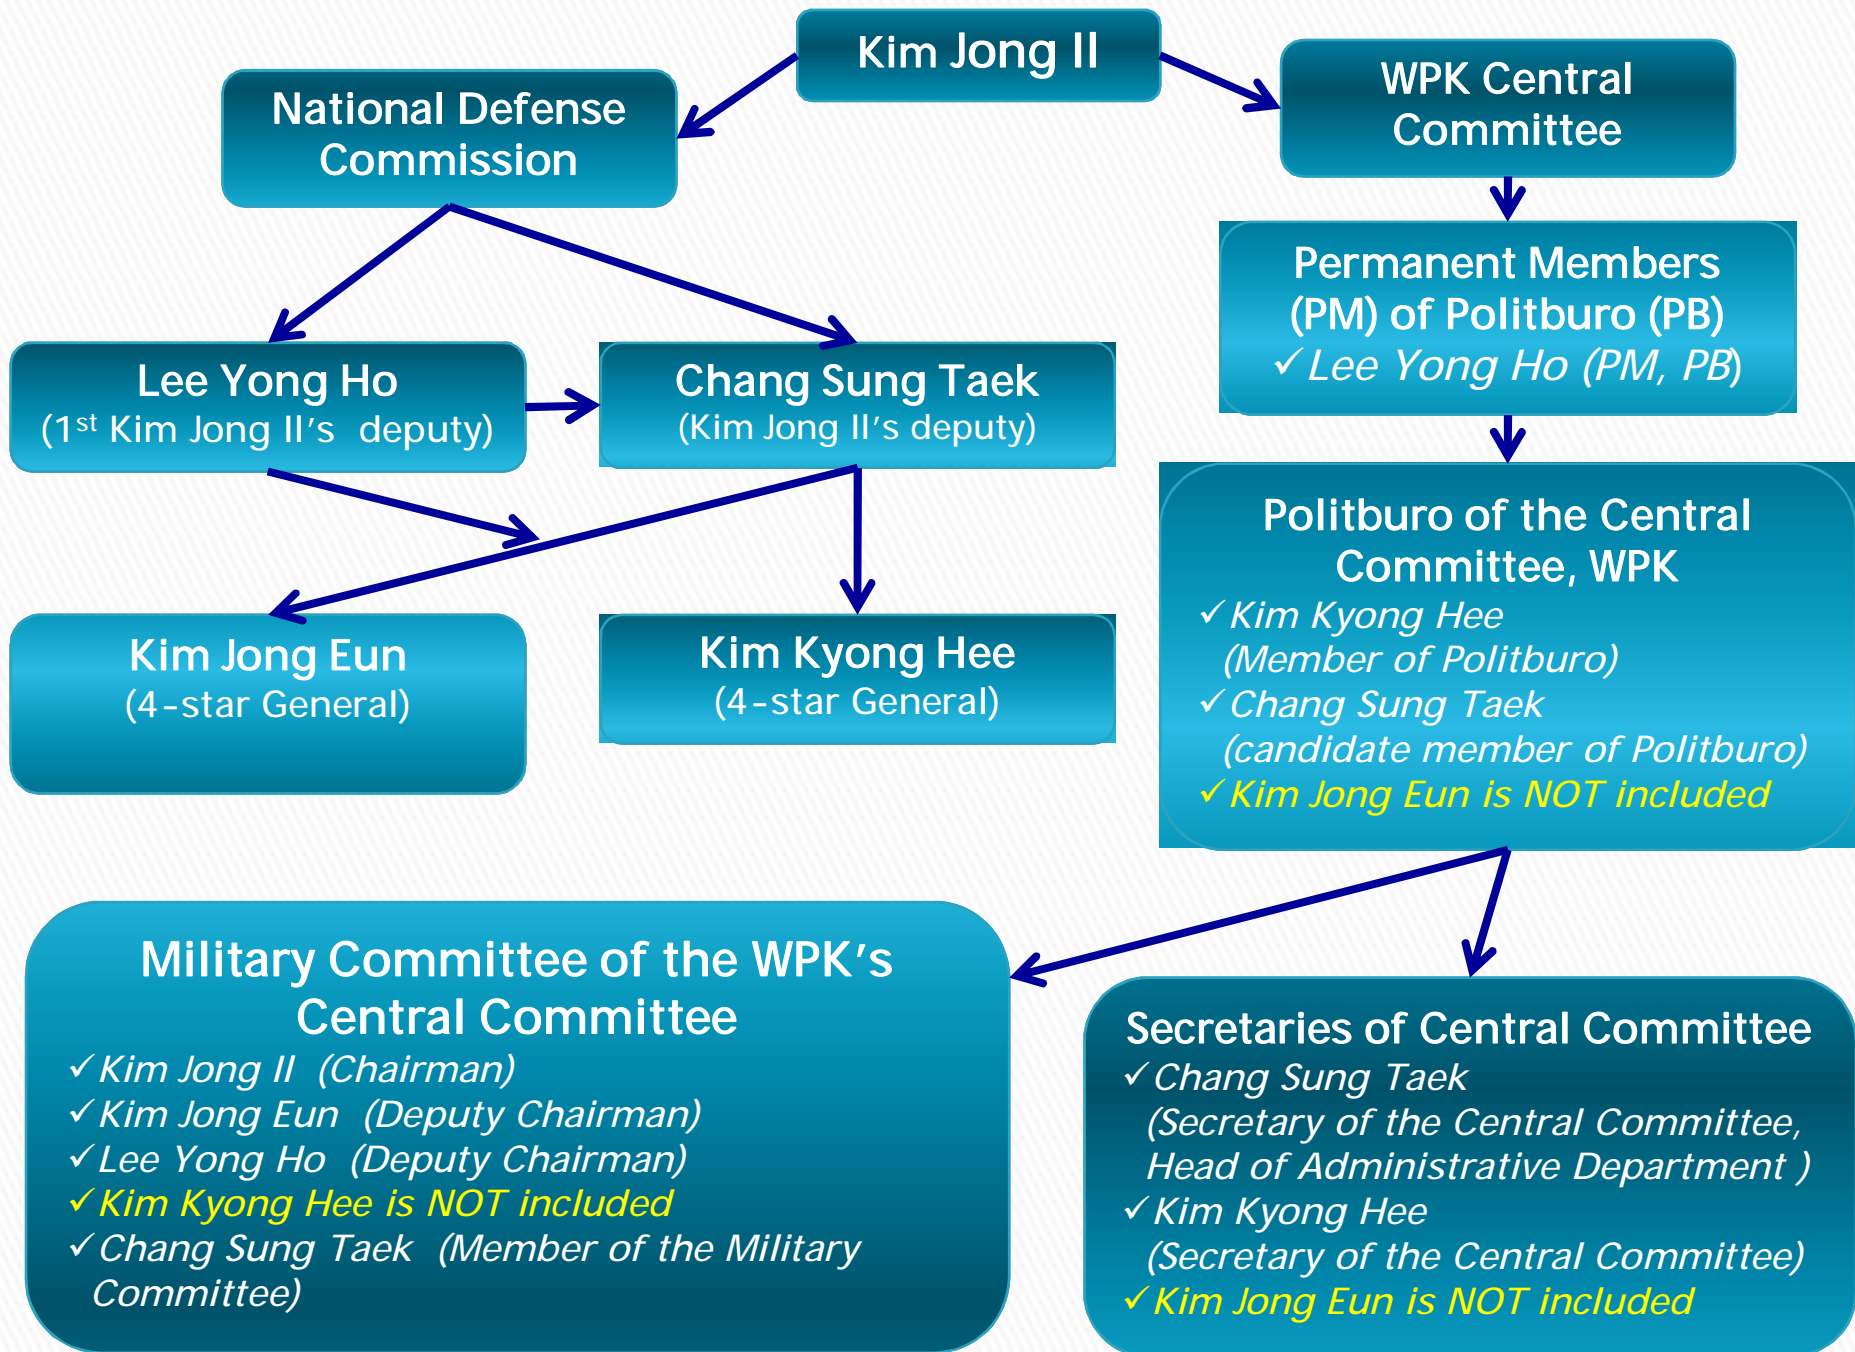 Kim Jong Il
National Defense
Commission
WPK Central
Committee
Permanent Members
(PM) of Politburo (PB)
✓Lee Yong Ho (PM, PB)
Lee Yong Ho
(1st Kim Jong Il's deputy)
Chang Sung Taek
(Kim Jong Il's deputy)
Politburo of the Central
Committee, WPK
✓Kim Kyong Hee
(Member of Politburo)
✓Chang Sung Taek
(candidate member of Politburo)
✓Kim Jong Eun is NOT included
Kim Jong Eun
(4-star General)
Kim Kyong Hee
(4-star General)
Military Committee of the WPK's
Central Committee
✓Kim Jong Il (Chairman)
✓Kim Jong Eun (Deputy Chairman)
✓Lee Yong Ho (Deputy Chairman)
✓Kim Kyong Hee is NOT included
✓Chang Sung Taek (Member of the Military
Committee)
Secretaries of Central Committee
✓Chang Sung Taek
(Secretary of the Central Committee,
Head of Administrative Department )
✓Kim Kyong Hee
(Secretary of the Central Committee)
✓Kim Jong Eun is NOT included